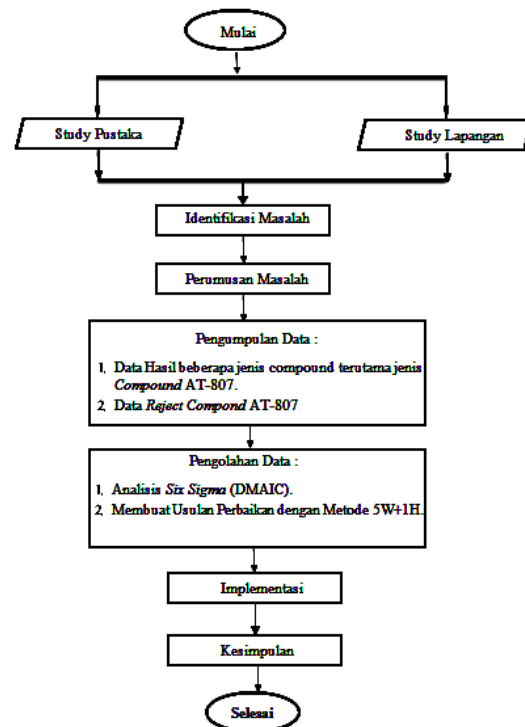 Mulai
Study Pustaka
Study Lapangan
Identifikasi Masalah
Perumusan Masalah
Pengumpulan Data :
1. Data Hasil beberapa jenis compound terutama jenis
Compound AT-807.
2. Data Reject Compond AT-807
Pengolahan Data :
1. Analisis Six Sigma (DMAIC).
2. Membuat Usulan Perbaikan dengan Metode 5W+1H.
Implementasi
Kesimpulan
Selesai